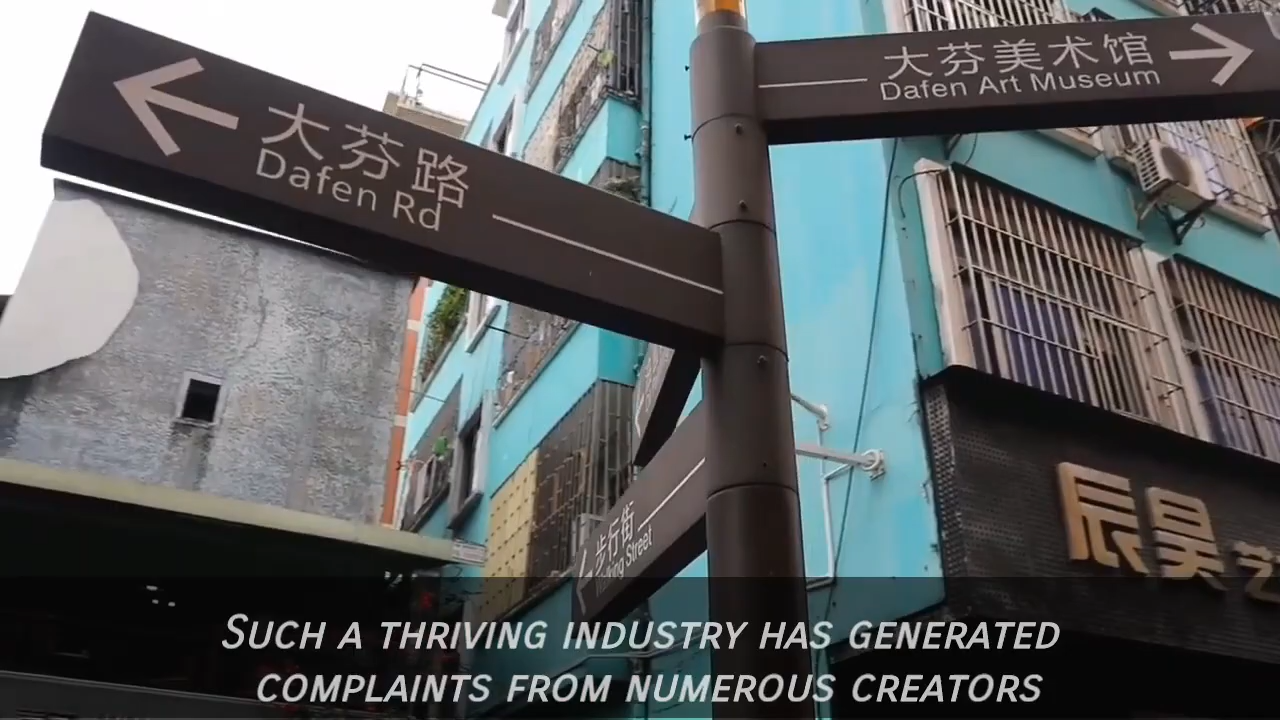 大芬美术馆
Dafen Art Museum
大芬路
Dafen Rd
步行街
Walking Street
辰昊艺
SUCH A THRIVING INDUSTRY HAS GENERATED
COMPLAINTS FROM NUMEROUS CREATORS